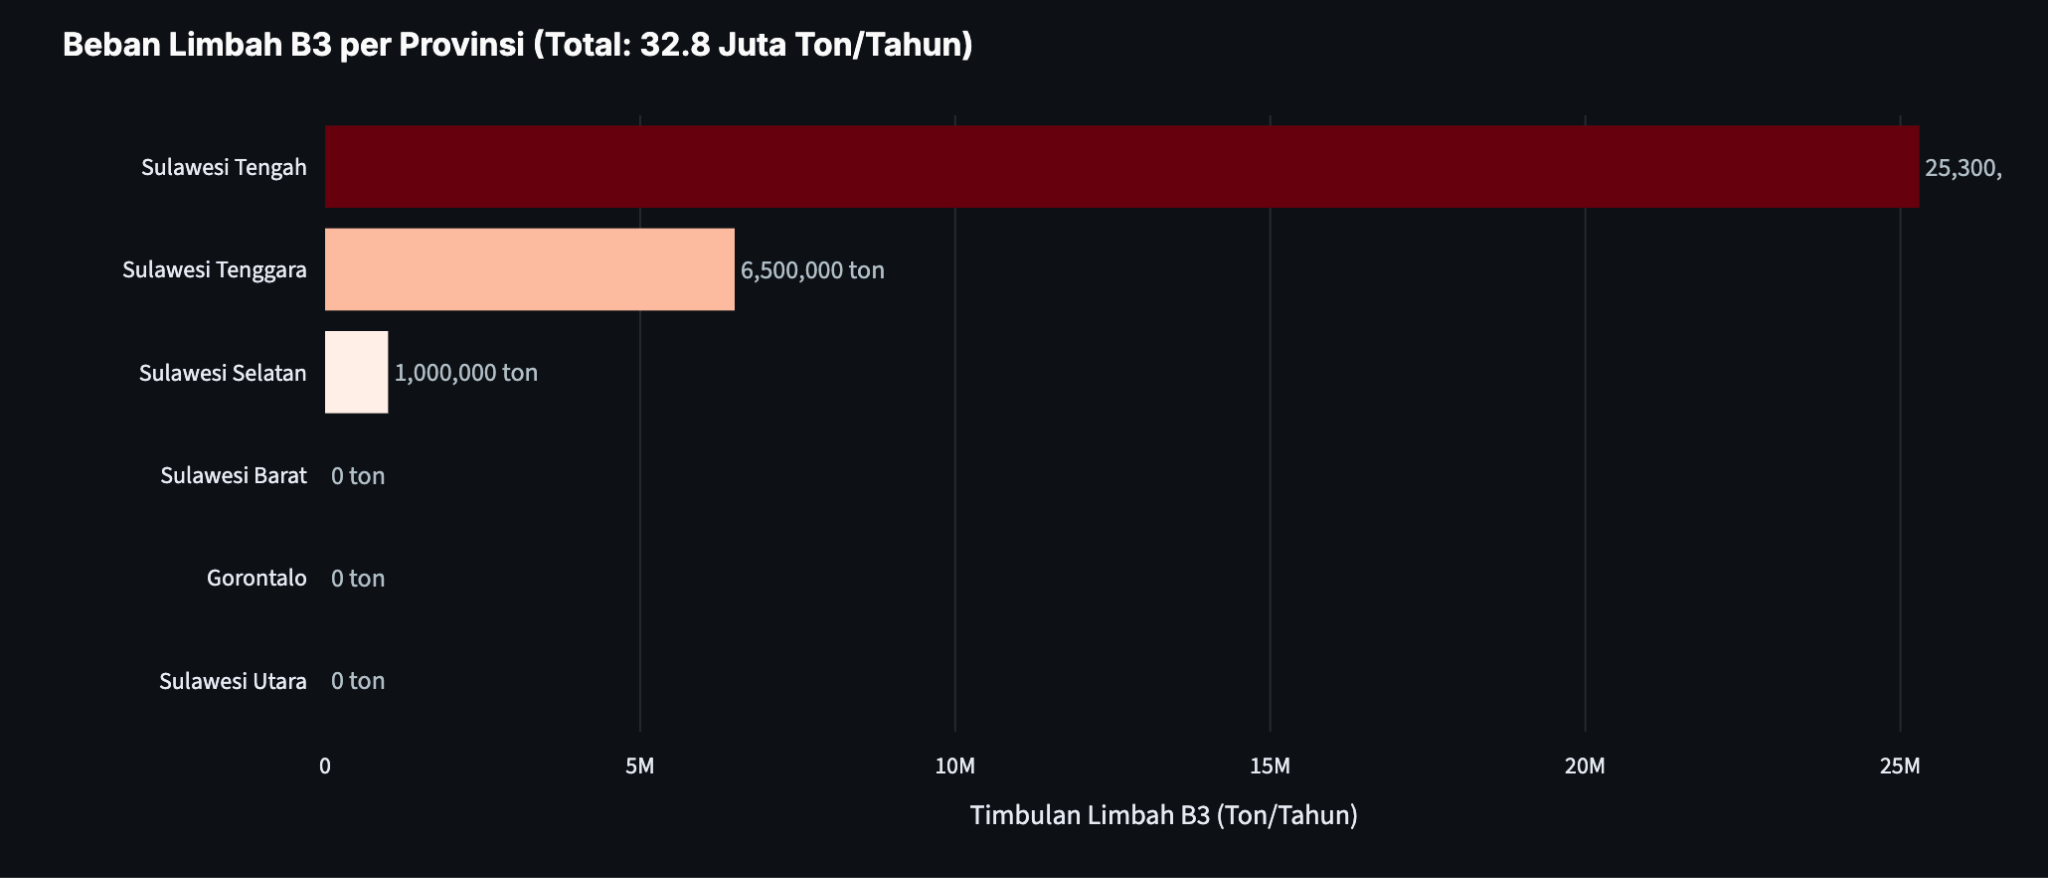 Beban Limbah B3 per Provinsi (Total: 32.8 Juta Ton/Tahun)
Sulawesi Tengah 25,300,
Sulawesi Tenggara 6,500,000 ton
Sulawesi Selatan 1,000,000 ton
Sulawesi Barat 0 ton
Gorontalo 0 ton
Sulawesi Utara 0 ton
0 5M 10M 15M 20M 25M
Timbulan Limbah B3 (Ton/Tahun)